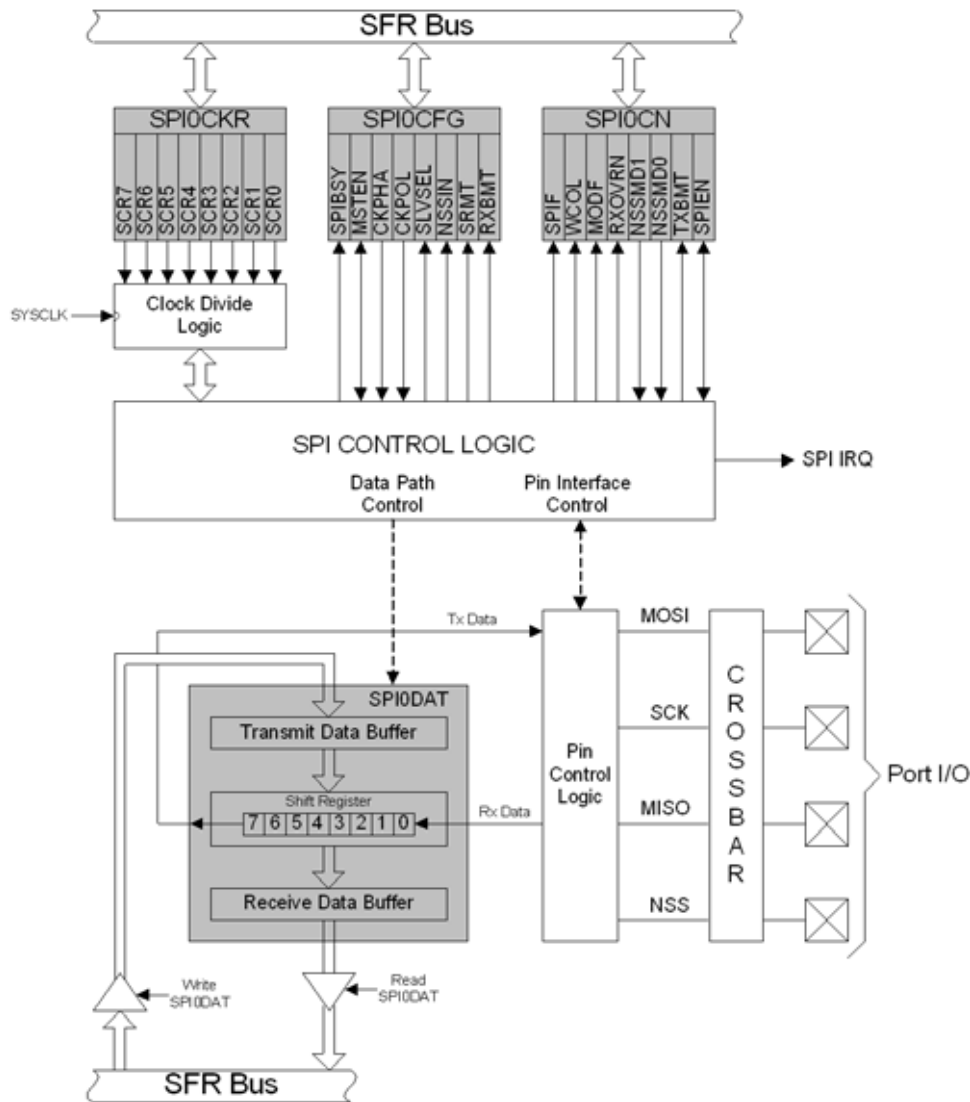 SFR Bus
SPI0CKR
SCR7
SCR6
SCR5
SCR4
SCR3
SCR2
SCR1
SCR0
SPI0CFG
SPIBSY
MSTEN
CKPHA
CKPOL
SLVSEL
NSSIN
SRMT
RXBMT
SPI0CN
SPIF
WCOL
MODF
RXOVRN
NSSMD1
NSSMD0
TXBMT
SPIEN
SYSCLK
Clock Divide
Logic
SPI CONTROL LOGIC
Data Path
Control
Pin Interface
Control
SPI IRQ
Tx Data
SPI0DAT
Transmit Data Buffer
Shift Register
7 6 5 4 3 2 1 0
Rx Data
Receive Data Buffer
Pin
Control
Logic
MOSI
SCK
MISO
NSS
CROSSBAR
Port I/O
Write
SPI0DAT
Read
SPI0DAT
SFR Bus